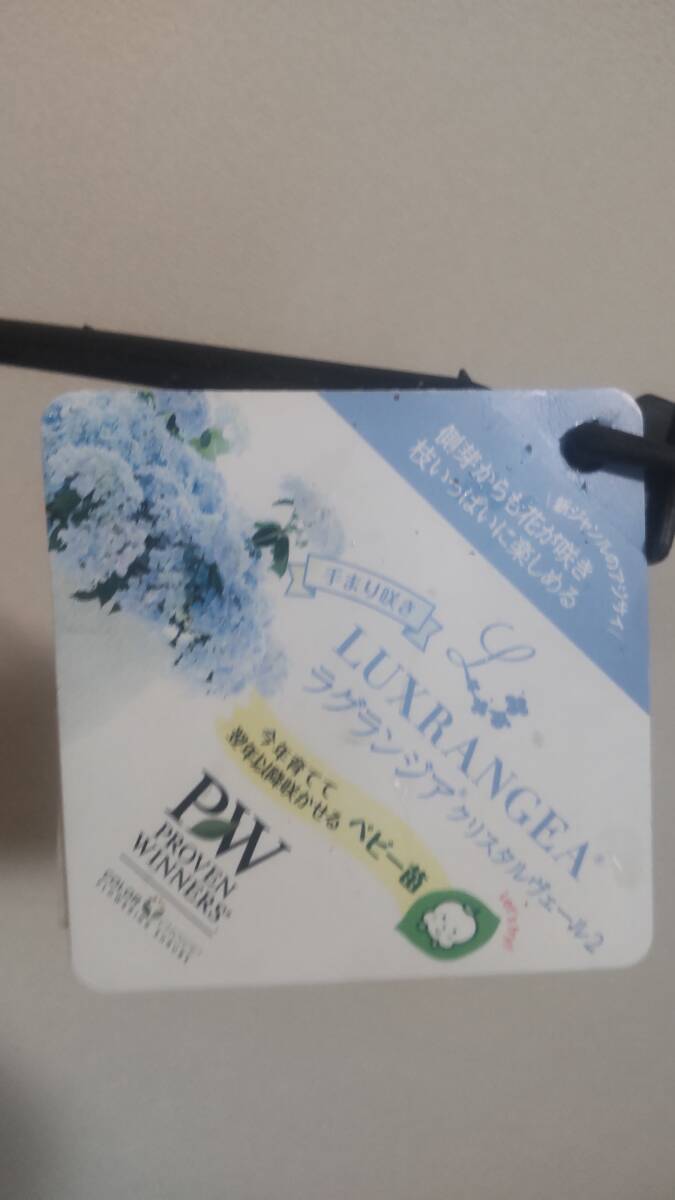 \新ジャンルのアジサイ/
側芽からも花が咲き
枝いっぱいに楽しめる
手まり咲き
L
LUXRANGEA®
ラグランジア® クリスタルヴェール2
今年育てて
翌年以降咲かせる
ベビー苗
PW
PROVEN
WINNERS®
COLOR